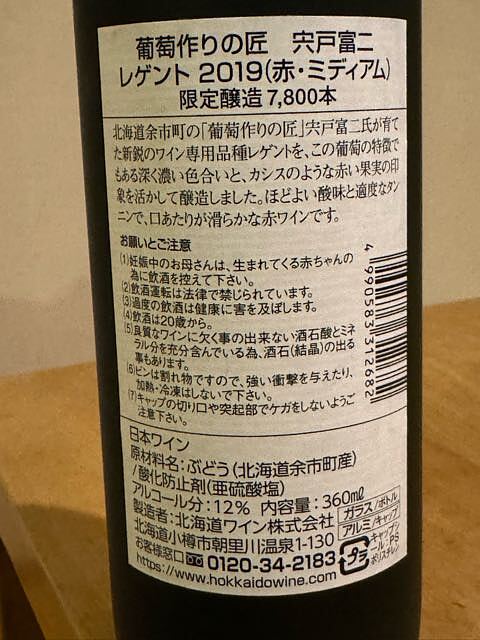 葡萄作りの匠　宍戸富二
レゲント 2019(赤・ミディアム)
限定醸造 7,800本
北海道余市町の「葡萄作りの匠」宍戸富二氏が育て
た新鋭のワイン専用品種レゲントを、この葡萄の特徴で
もある深く濃い色合いと、カシスのような赤い果実の印
象を活かして醸造しました。ほどよい酸味と適度なタン
ニンで、口あたりが滑らかな赤ワインです。
お願いとご注意
(1)妊娠中のお母さんは、生まれてくる赤ちゃんの
為に飲酒を控えて下さい。
(2)飲酒運転は法律で禁じられています。
(3)過度の飲酒は健康に害を及ぼします。
(4)飲酒は20歳から。
(5)良質なワインに欠く事の出来ない酒石酸とミネ
ラル分を充分含んでいる為、酒石(結晶)の出る
事もあります。
(6)ビンは割れ物ですので、強い衝撃を与えたり、
加熱・冷凍はしないで下さい。
(7)キャップの切り口や突起部でケガをしないようご
注意下さい。
4990583312682
日本ワイン
原材料：ぶどう(北海道余市町産)
/酸化防止剤(亜硫酸塩)
アルコール分：12%　内容量：360㎖
製造者：北海道ワイン株式会社
北海道小樽市朝里川温泉1-130
お客様窓口 0120-34-2183
https://www.hokkaidowine.com
ガラス/ボトル
アルミ/キャップ
プラ
キャップシール:PS
ポリスチレン